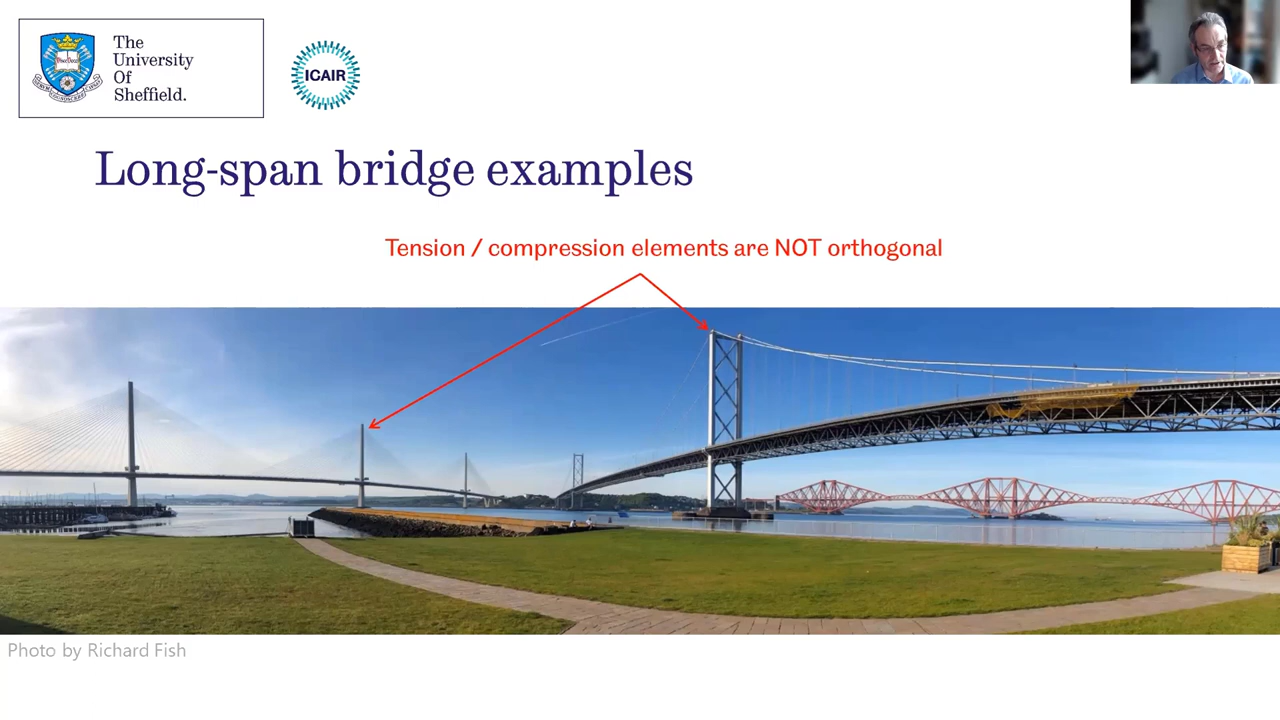 The
University
Of
Sheffield.
ICAIR
Long-span bridge examples
Tension / compression elements are NOT orthogonal
Photo by Richard Fish